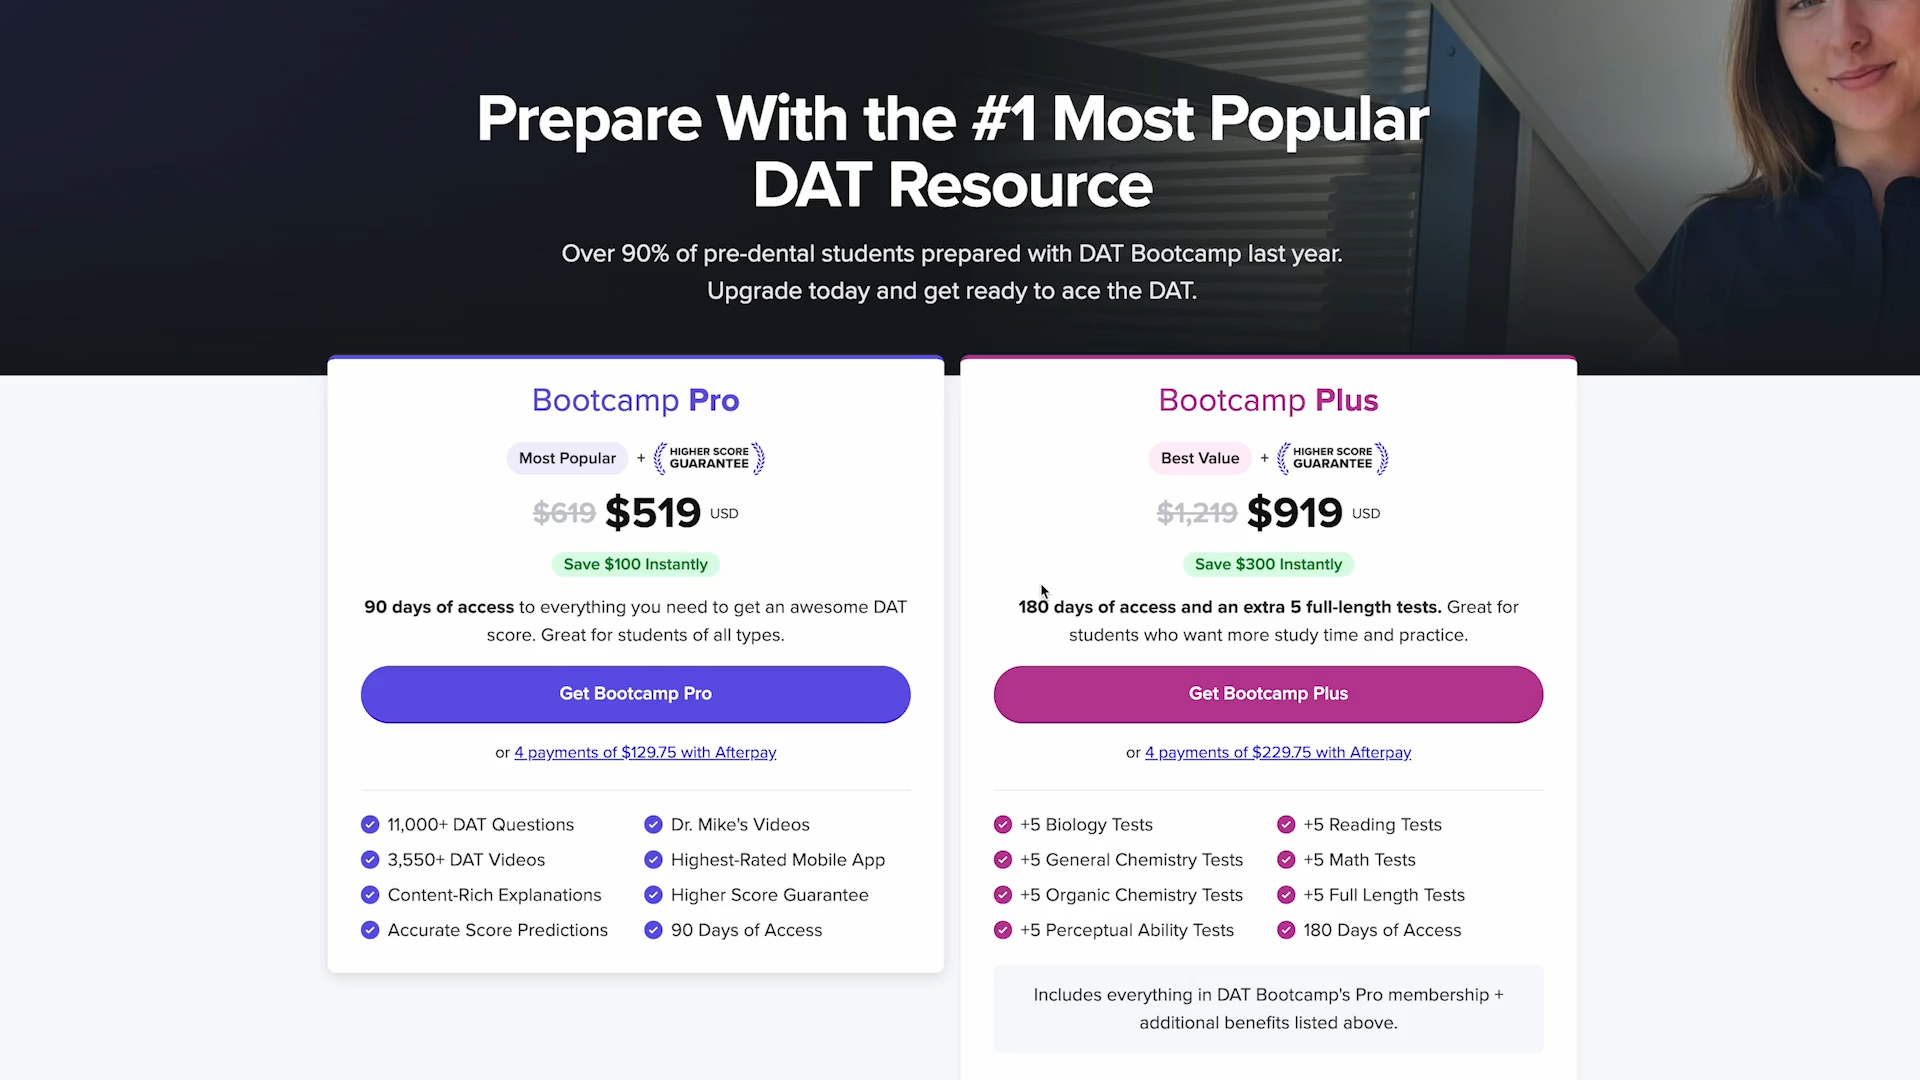 Prepare With the #1 Most Popular
DAT Resource
Over 90% of pre-dental students prepared with DAT Bootcamp last year.
Upgrade today and get ready to ace the DAT.
Bootcamp Pro
Most Popular + HIGHER SCORE GUARANTEE
$619 $519 USD
Save $100 Instantly
90 days of access to everything you need to get an awesome DAT
score. Great for students of all types.
Get Bootcamp Pro
or 4 payments of $129.75 with Afterpay
11,000+ DAT Questions
3,550+ DAT Videos
Content-Rich Explanations
Accurate Score Predictions
Dr. Mike's Videos
Highest-Rated Mobile App
Higher Score Guarantee
90 Days of Access
Bootcamp Plus
Best Value + HIGHER SCORE GUARANTEE
$1,219 $919 USD
Save $300 Instantly
180 days of access and an extra 5 full-length tests. Great for
students who want more study time and practice.
Get Bootcamp Plus
or 4 payments of $229.75 with Afterpay
+5 Biology Tests
+5 General Chemistry Tests
+5 Organic Chemistry Tests
+5 Perceptual Ability Tests
+5 Reading Tests
+5 Math Tests
+5 Full Length Tests
180 Days of Access
Includes everything in DAT Bootcamp's Pro membership +
additional benefits listed above.